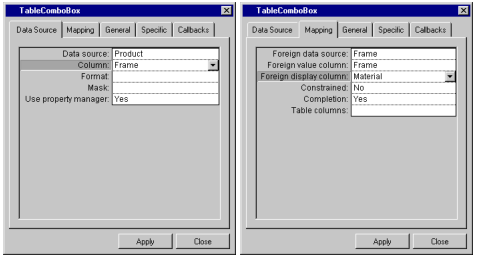 TableComboBox
Data Source Mapping General Specific Callbacks
Data source: Product
Column: Frame
Format:
Mask:
Use property manager: Yes
Apply Close
TableComboBox
Data Source Mapping General Specific Callbacks
Foreign data source: Frame
Foreign value column: Frame
Foreign display column: Material
Constrained: No
Completion: Yes
Table columns:
Apply Close